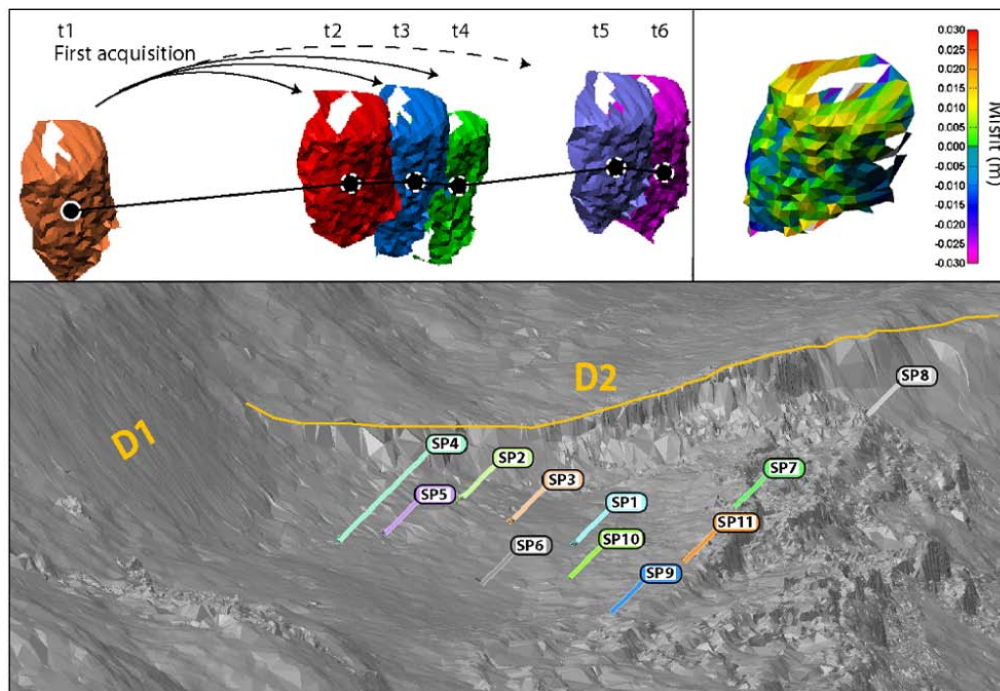 t1
t2
t3
t4
t5
t6
First acquisition
0.030
0.025
0.020
0.015
0.010
0.005
0.000
-0.005
-0.010
-0.015
-0.020
-0.025
-0.030
Misfit (m)
D1
D2
SP8
SP4
SP2
SP7
SP3
SP5
SP1
SP11
SP10
SP6
SP9